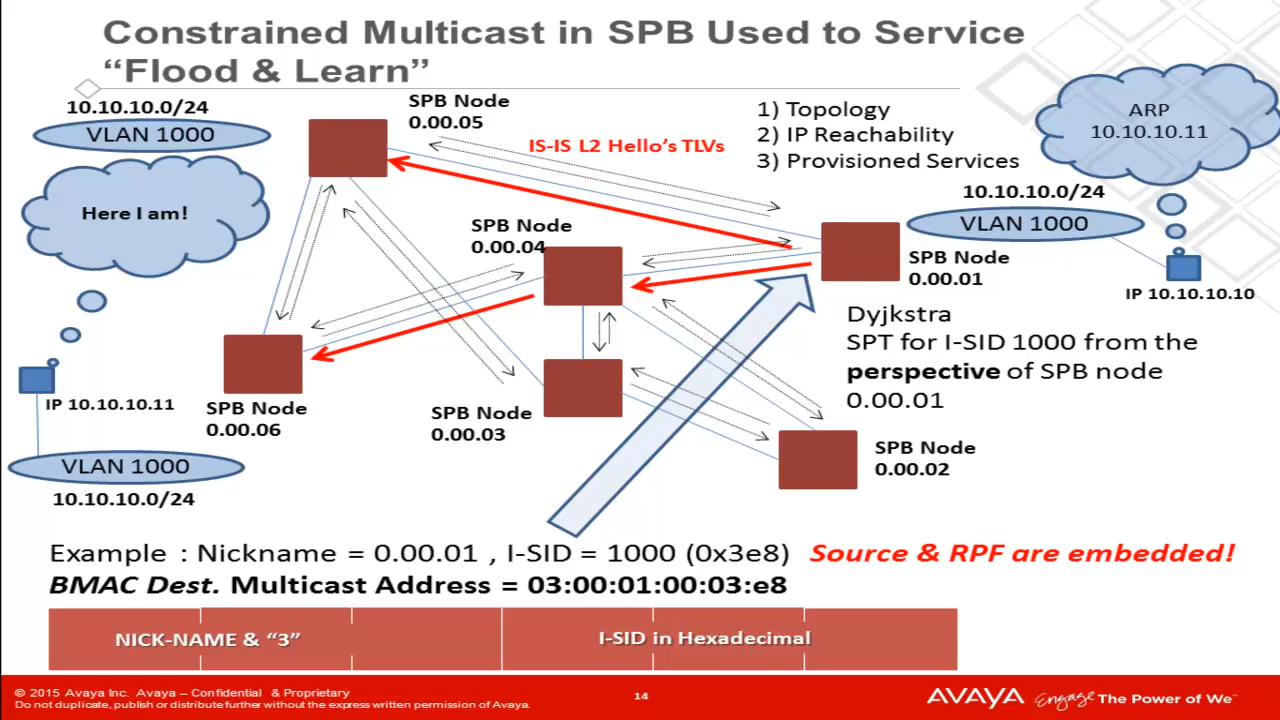 Constrained Multicast in SPB Used to Service
“Flood & Learn”
10.10.10.0/24
VLAN 1000
Here I am!
SPB Node
0.00.05
IS-IS L2 Hello’s TLVs
1) Topology
2) IP Reachability
3) Provisioned Services
ARP
10.10.10.11
10.10.10.0/24
VLAN 1000
SPB Node
0.00.04
SPB Node
0.00.01
IP 10.10.10.10
Dyjkstra
SPT for I-SID 1000 from the
perspective of SPB node
0.00.01
IP 10.10.10.11
SPB Node
0.00.06
SPB Node
0.00.03
SPB Node
0.00.02
VLAN 1000
10.10.10.0/24
Example : Nickname = 0.00.01 , I-SID = 1000 (0x3e8) Source & RPF are embedded!
BMAC Dest. Multicast Address = 03:00:01:00:03:e8
NICK-NAME & “3”
I-SID in Hexadecimal
© 2015 Avaya Inc. Avaya – Confidential & Proprietary
Do not duplicate, publish or distribute further without the express written permission of Avaya.
14
AVAYA Engage The Power of We™